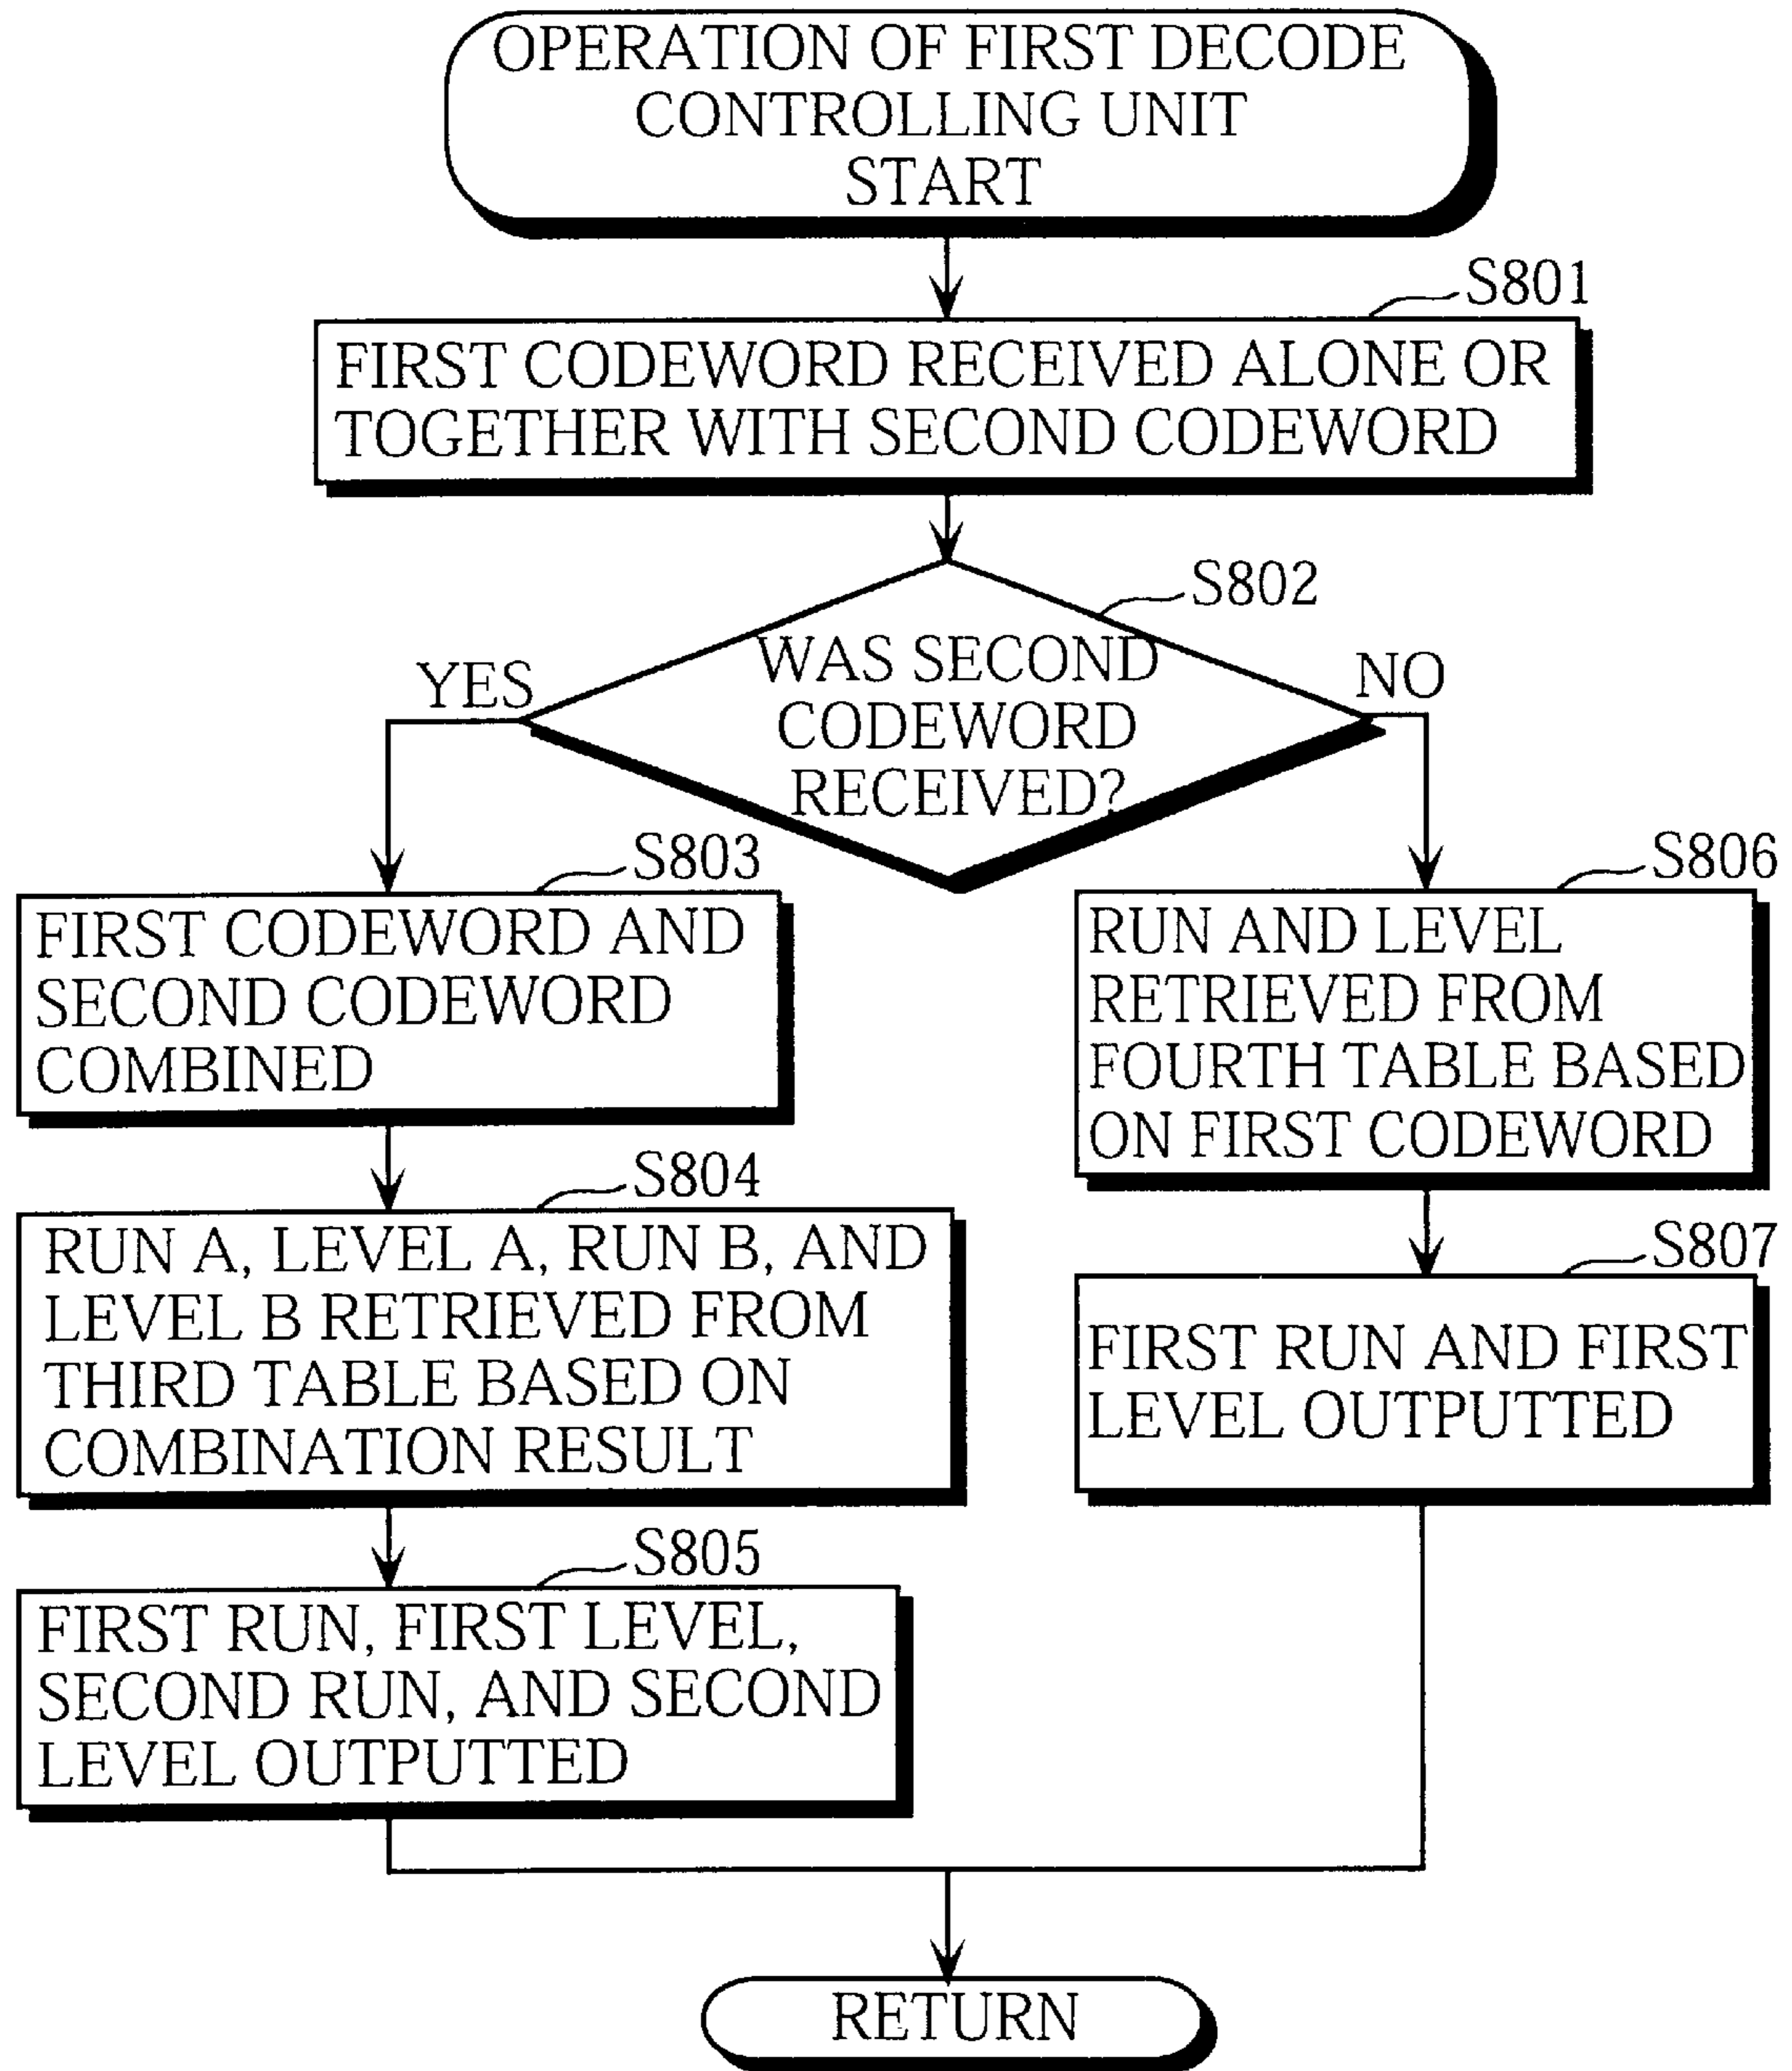 OPERATION OF FIRST DECODE
CONTROLLING UNIT
START
S801
FIRST CODEWORD RECEIVED ALONE OR
TOGETHER WITH SECOND CODEWORD
S802
WAS SECOND
CODEWORD
RECEIVED?
YES
NO
S803
FIRST CODEWORD AND
SECOND CODEWORD
COMBINED
S804
RUN A, LEVEL A, RUN B, AND
LEVEL B RETRIEVED FROM
THIRD TABLE BASED ON
COMBINATION RESULT
S805
FIRST RUN, FIRST LEVEL,
SECOND RUN, AND SECOND
LEVEL OUTPUTTED
S806
RUN AND LEVEL
RETRIEVED FROM
FOURTH TABLE BASED
ON FIRST CODEWORD
S807
FIRST RUN AND FIRST
LEVEL OUTPUTTED
RETURN